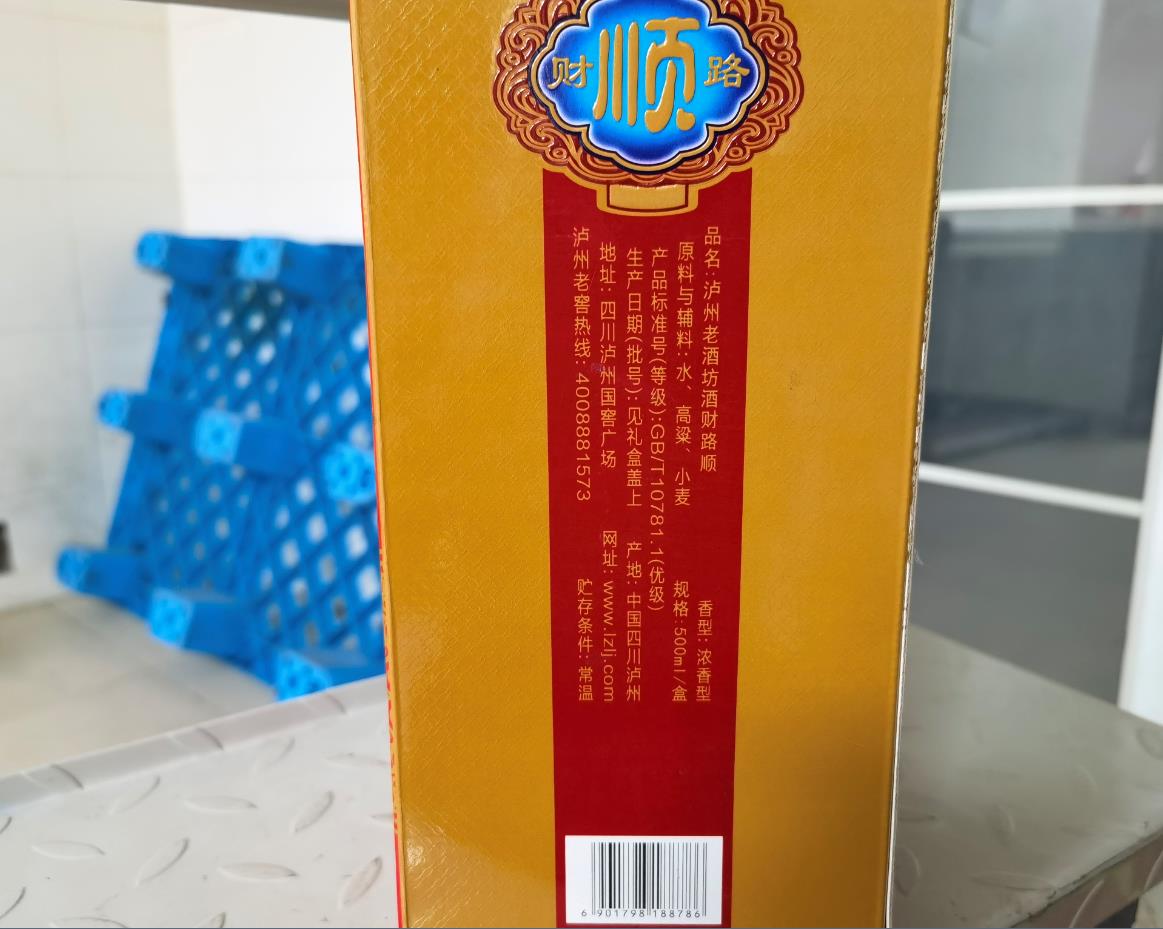 财顺路
品名:泸州老酒坊酒财路顺 香型:浓香型
原料与辅料:水、高粱、小麦 规格:500ml/盒
产品标准号(等级):GB/T10781.1(优级)
生产日期(批号):见礼盒盖上 产地:中国四川泸州
地址:四川泸州国窖广场 网址:www.lzlj.com
泸州老窖热线:4008881573 贮存条件:常温
6 901798 188786